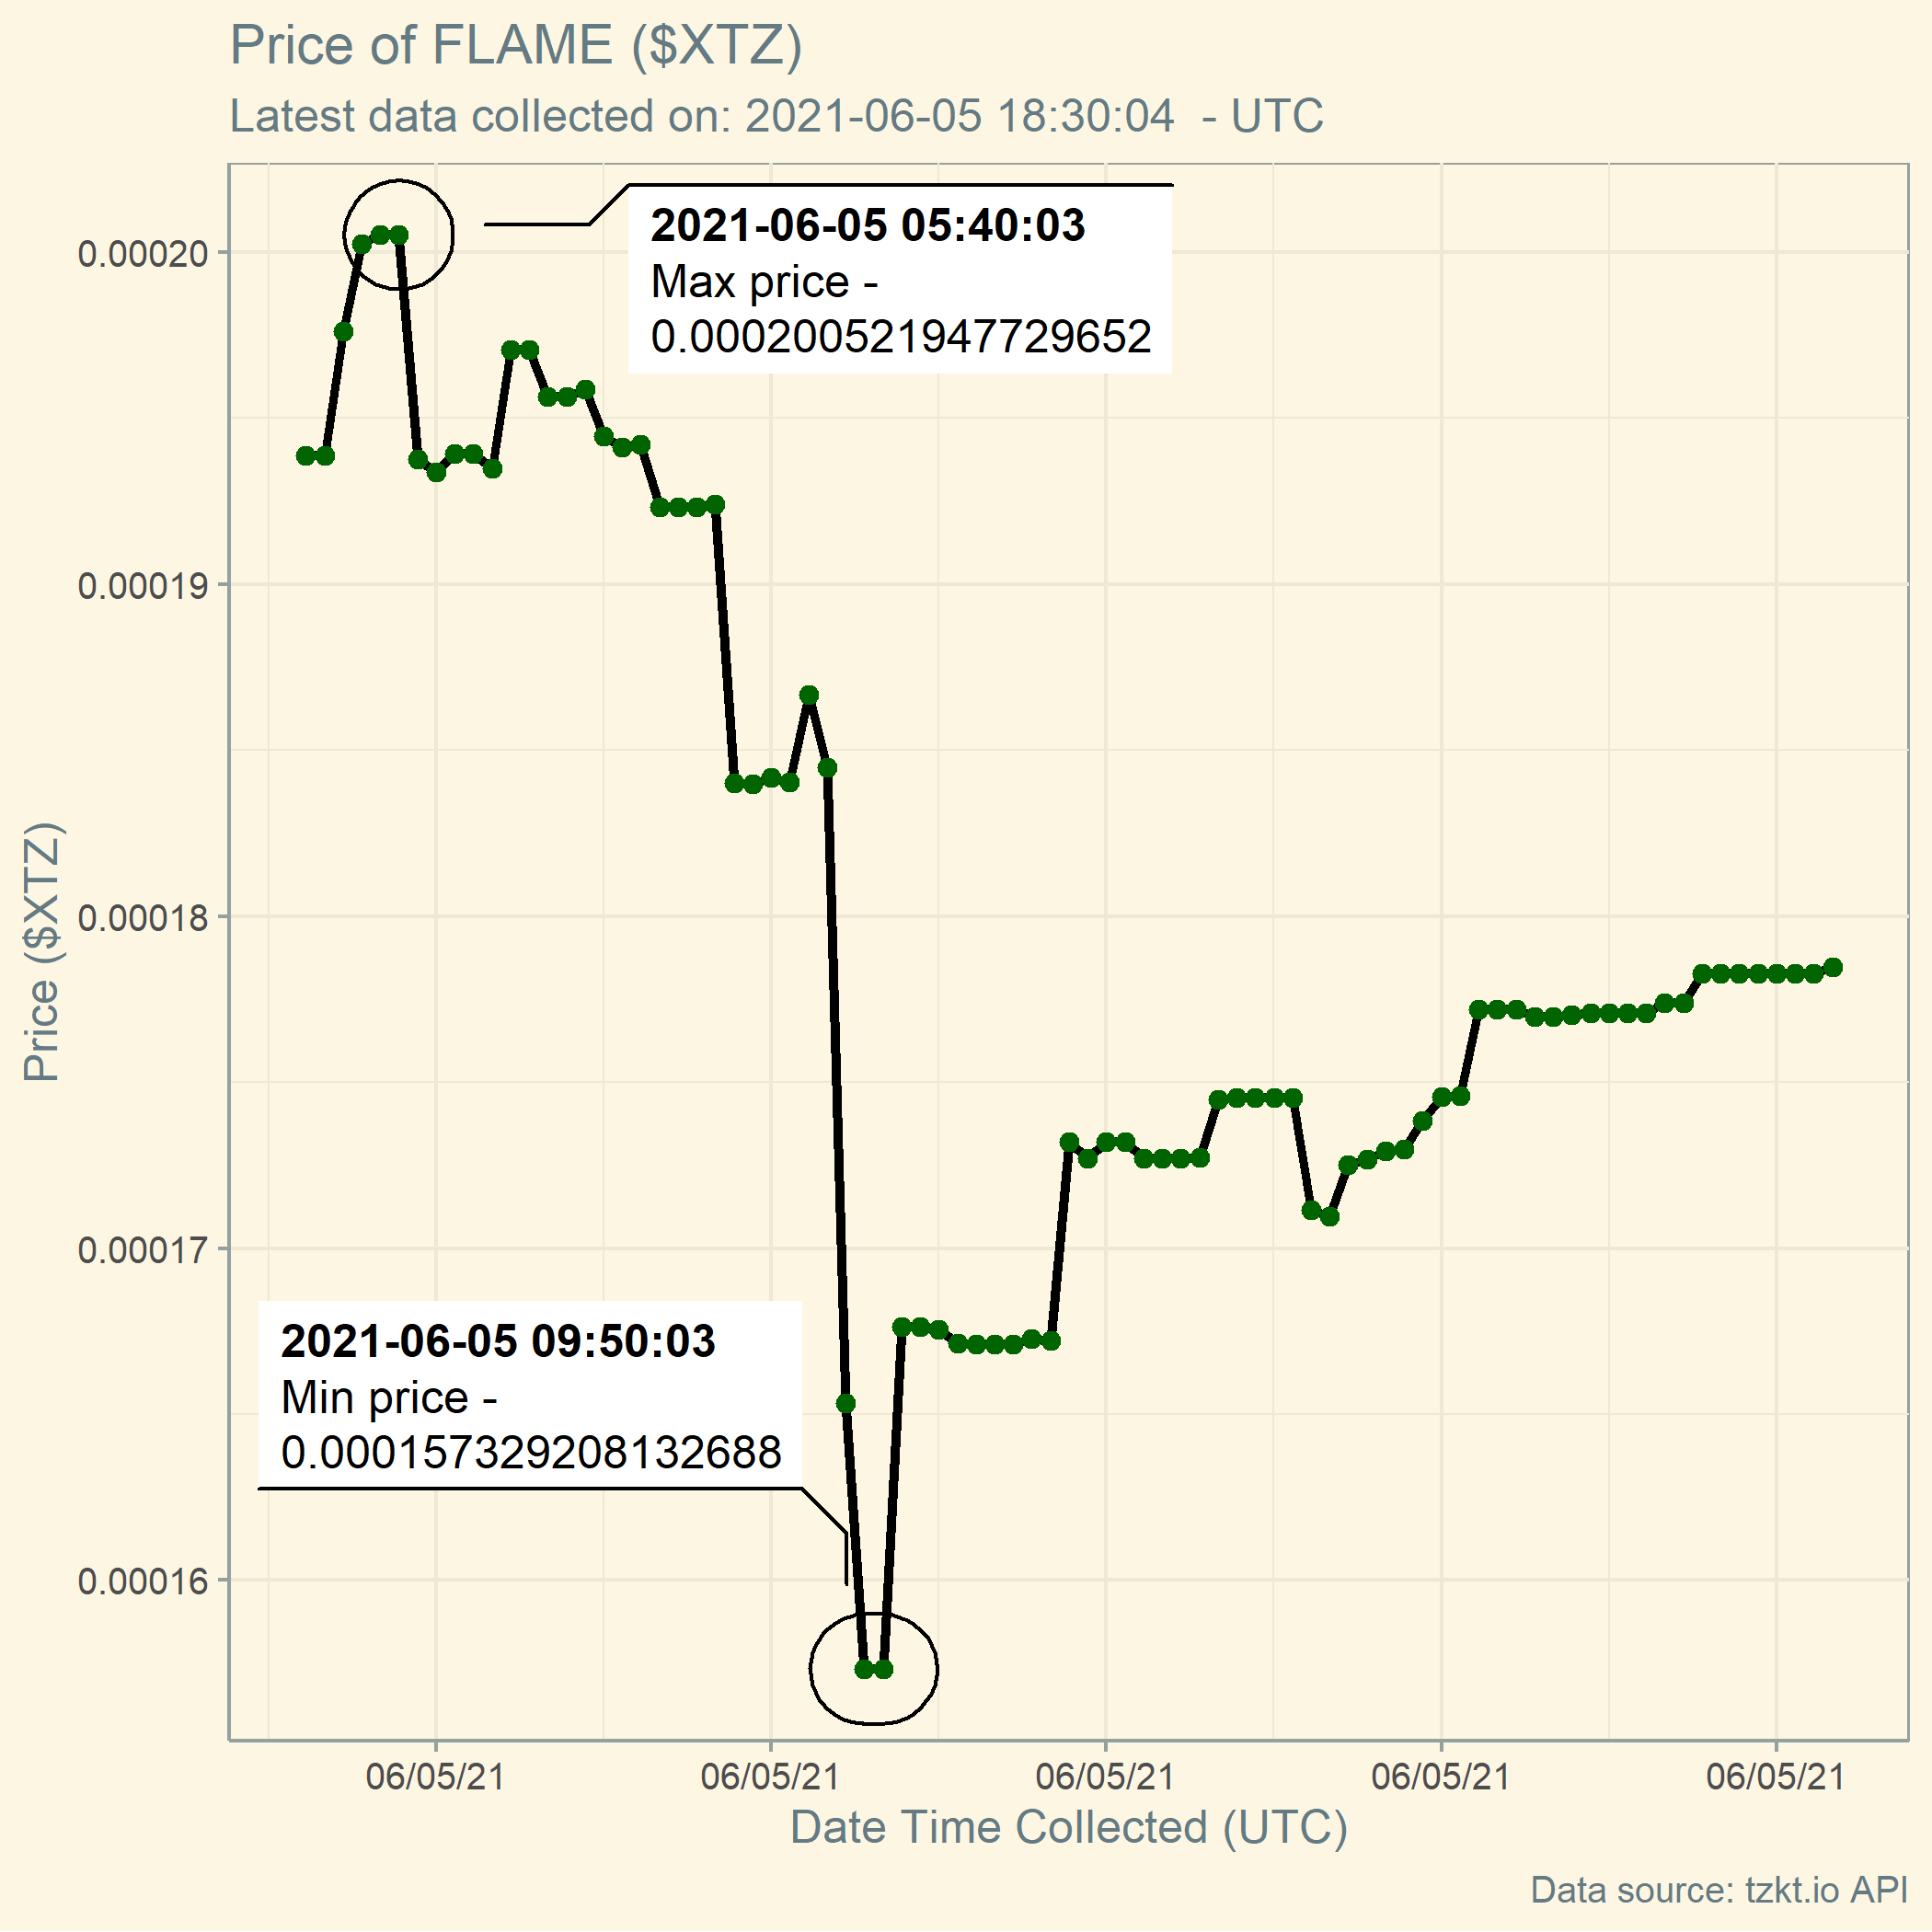 Price of FLAME ($XTZ)
Latest data collected on: 2021-06-05 18:30:04 - UTC
2021-06-05 05:40:03
Max price -
0.000200521947729652
0.00020
0.00019
0.00018
0.00017
0.00016
Price ($XTZ)
2021-06-05 09:50:03
Min price -
0.000157329208132688
06/05/21 06/05/21 06/05/21 06/05/21 06/05/21
Date Time Collected (UTC)
Data source: tzkt.io API